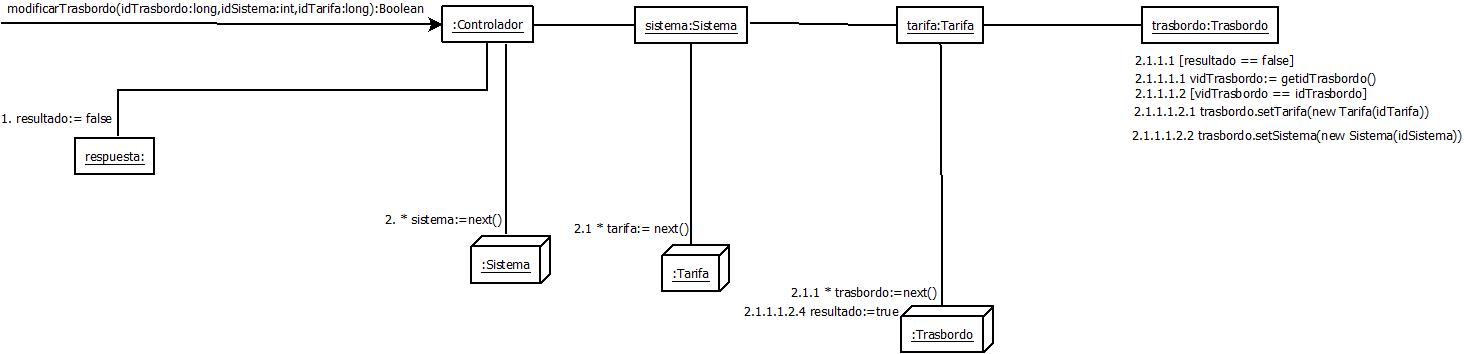 modificarTrasbordo(idTrasbordo:long,idSistema:int,idTarifa:long):Boolean
:Controlador
sistema:Sistema
tarifa:Tarifa
trasbordo:Trasbordo
2.1.1.1 [resultado == false]
2.1.1.1.1 vidTrasbordo:= getidTrasbordo()
2.1.1.1.2 [vidTrasbordo == idTrasbordo]
2.1.1.1.2.1 trasbordo.setTarifa(new Tarifa(idTarifa))
1. resultado:= false
2.1.1.1.2.2 trasbordo.setSistema(new Sistema(idSistema))
respuesta:
2. * sistema:=next()
2.1 * tarifa:= next()
:Sistema
:Tarifa
2.1.1 * trasbordo:=next()
2.1.1.1.2.4 resultado:=true
:Trasbordo